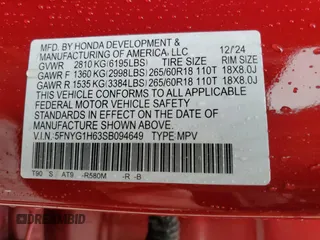 MFD. BY HONDA DEVELOPMENT &
MANUFACTURING OF AMERICA, LLC 12/'24
GVWR 2810 KG(6195LBS) TIRE SIZE RIM SIZE
GAWR F 1360 KG(2998LBS)265/60R18 110T 18X8.0J
GAWR R 1535 KG(3384LBS)265/60R18 110T 18X8.0J
THIS VEHICLE CONFORMS TO ALL APPLICABLE
FEDERAL MOTOR VEHICLE SAFETY
STANDARDS IN EFFECT ON THE DATE OF
MANUFACTURE SHOWN ABOVE.
V.I.N.: 5FNYG1H63SB094649 TYPE: MPV
T90 S / AT9 -R580M -R -B
BIDFAX.INFO